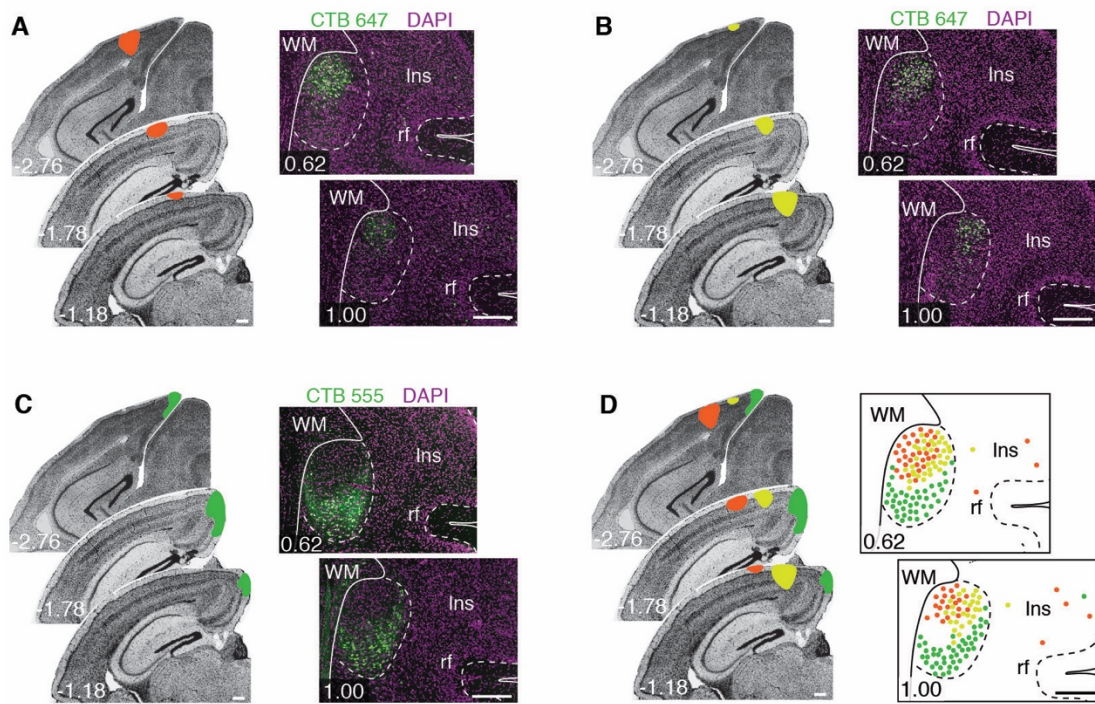 A
-2.76
-1.78
-1.18
CTB 647 DAPI
WM
Ins
rf
0.62
WM
Ins
rf
1.00
B
-2.76
-1.78
-1.18
CTB 647 DAPI
WM
Ins
rf
0.62
WM
Ins
rf
1.00
C
-2.76
-1.78
-1.18
CTB 555 DAPI
WM
Ins
rf
0.62
WM
Ins
rf
1.00
D
-2.76
-1.78
-1.18
WM
Ins
rf
0.62
WM
Ins
rf
1.00